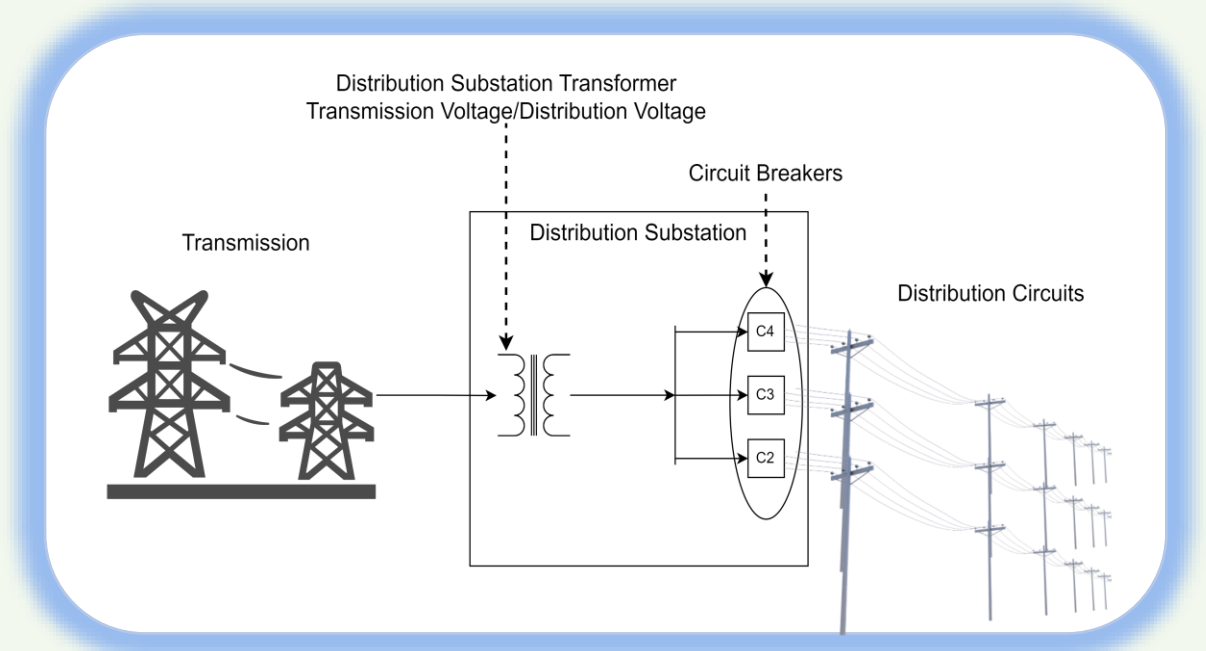 Distribution Substation Transformer
Transmission Voltage/Distribution Voltage
Circuit Breakers
Transmission
Distribution Substation
Distribution Circuits
C4
C3
C2